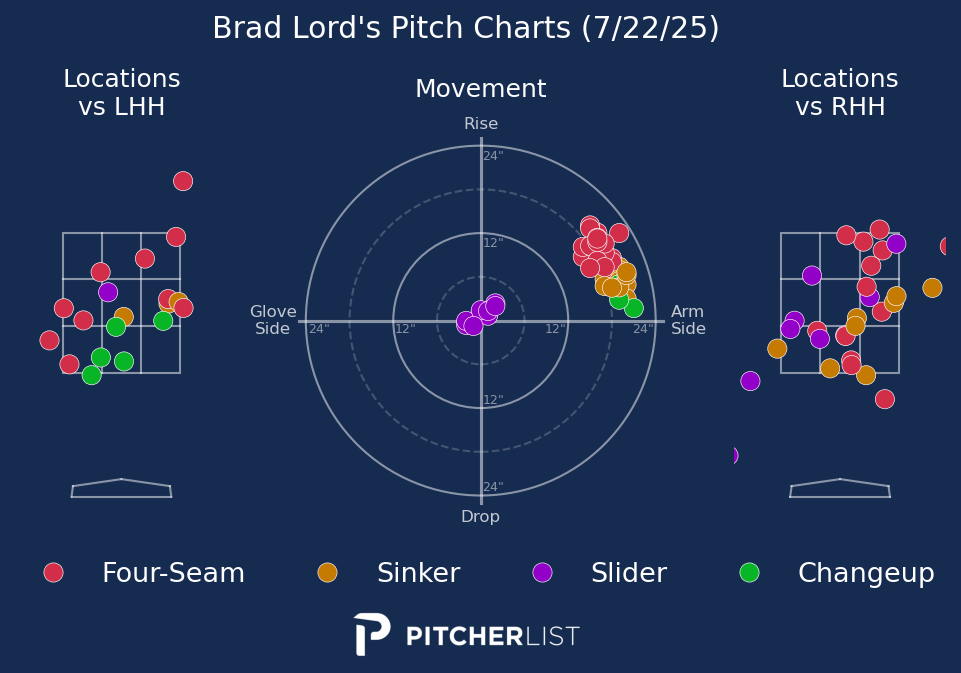 Brad Lord's Pitch Charts (7/22/25)
Locations
vs LHH
Movement
Locations
vs RHH
Rise
24"
12"
Glove
Side
24"
12"
12"
24"
Arm
Side
12"
24"
Drop
Four-Seam
Sinker
Slider
Changeup
PITCHERLIST